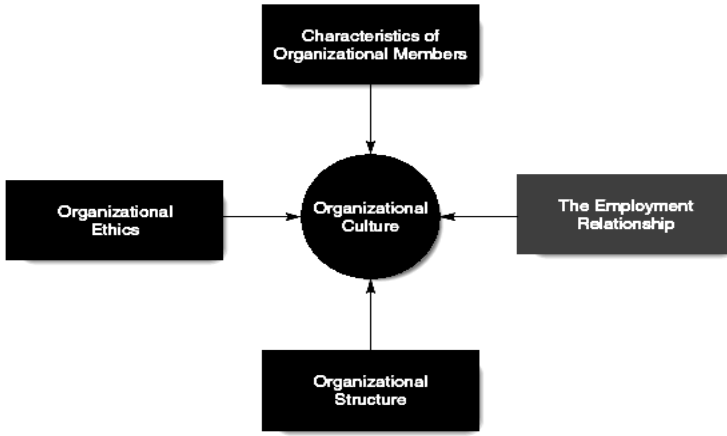 Characteristics of
Organizational Members
Organizational
Ethics
Organizational
Culture
The Employment
Relationship
Organizational
Structure